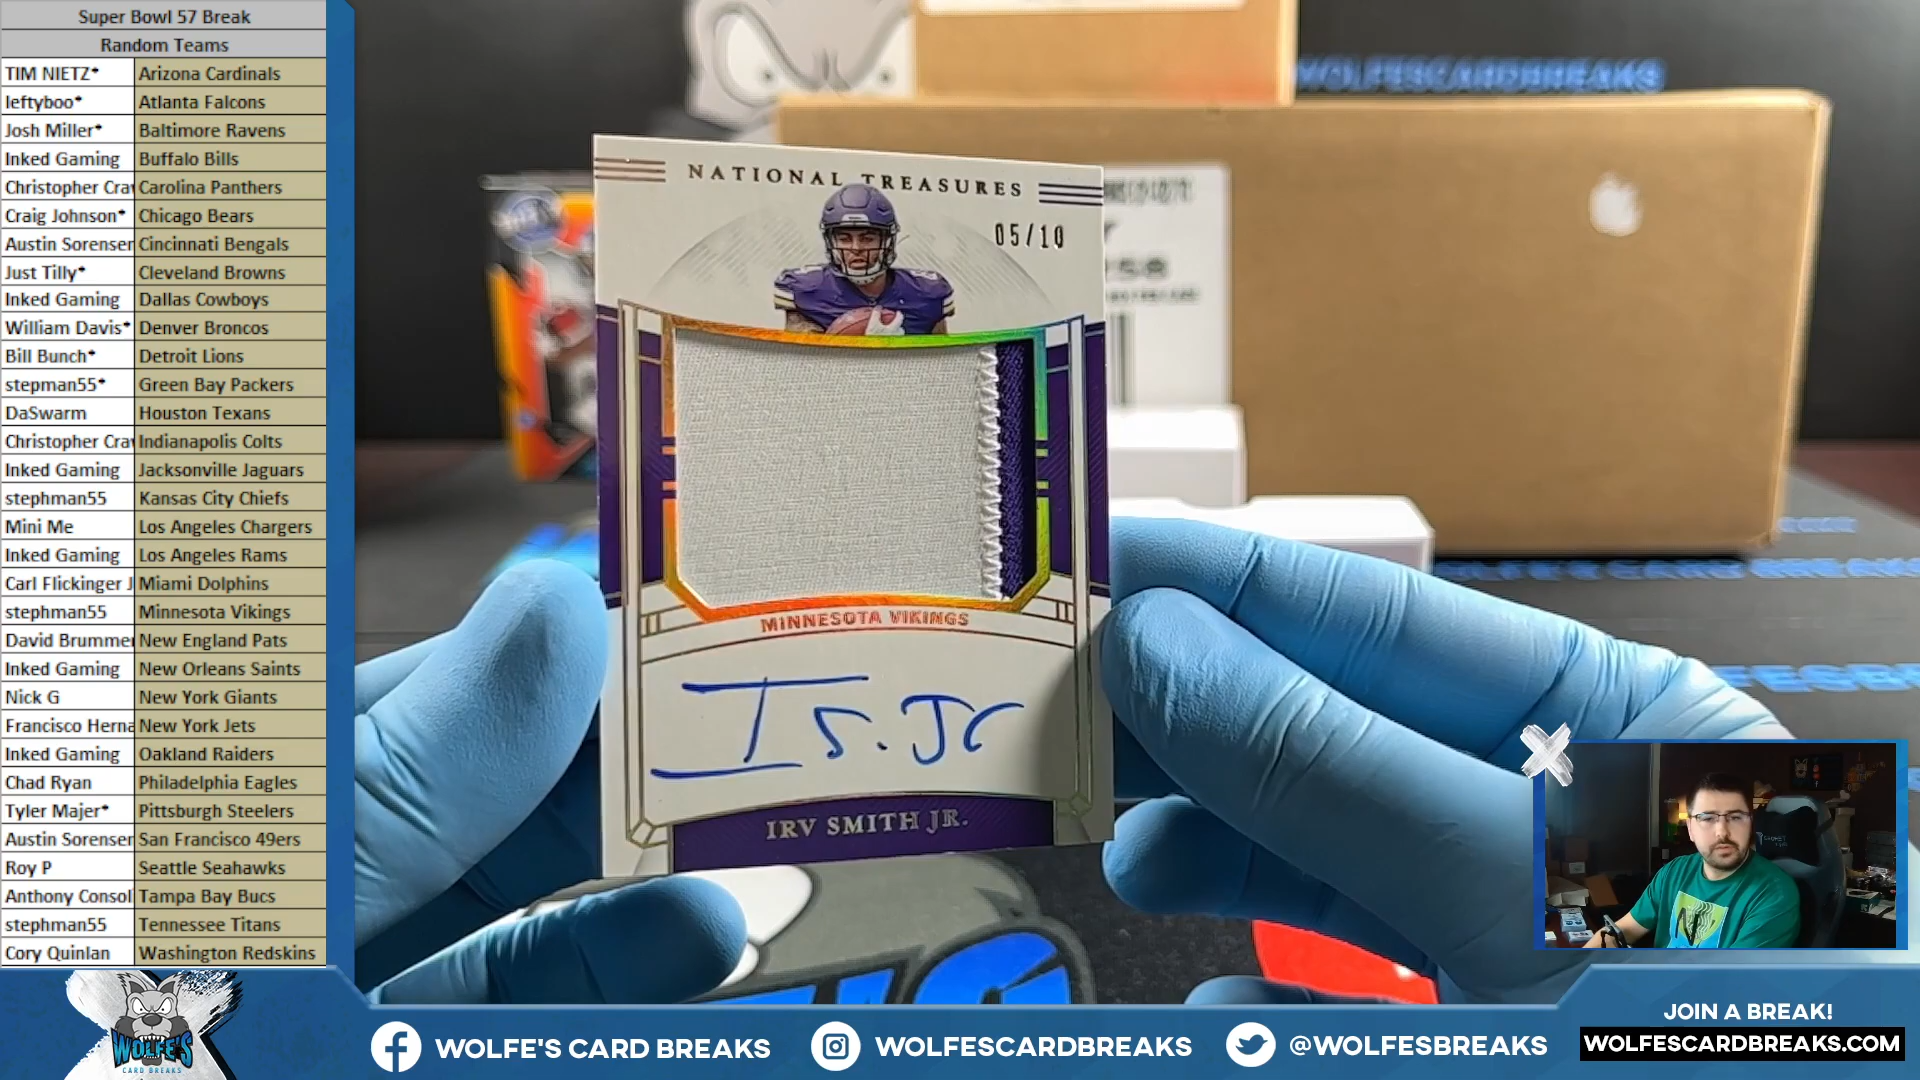 Super Bowl 57 Break
Random Teams
TIM NIETZ* Arizona Cardinals
leftyboo* Atlanta Falcons
Josh Miller* Baltimore Ravens
Inked Gaming Buffalo Bills
Christopher Cra Carolina Panthers
Craig Johnson* Chicago Bears
Austin Sorensen Cincinnati Bengals
Just Tilly* Cleveland Browns
Inked Gaming Dallas Cowboys
William Davis* Denver Broncos
Bill Bunch* Detroit Lions
stepman55* Green Bay Packers
DaSwarm Houston Texans
Christopher Cra Indianapolis Colts
Inked Gaming Jacksonville Jaguars
stephman55 Kansas City Chiefs
Mini Me Los Angeles Chargers
Inked Gaming Los Angeles Rams
Carl Flickinger J Miami Dolphins
stephman55 Minnesota Vikings
David Brummer New England Pats
Inked Gaming New Orleans Saints
Nick G New York Giants
Francisco Herna New York Jets
Inked Gaming Oakland Raiders
Chad Ryan Philadelphia Eagles
Tyler Majer* Pittsburgh Steelers
Austin Sorensen San Francisco 49ers
Roy P Seattle Seahawks
Anthony Consol Tampa Bay Bucs
stephman55 Tennessee Titans
Cory Quinlan Washington Redskins
WOLFESCARDBREAKS
NATIONAL TREASURES
05/10
MINNESOTA VIKINGS
I S. Jr
IRV SMITH JR.
WOLFE'S
CARD BREAKS
WOLFE'S CARD BREAKS
WOLFESCARDBREAKS
@WOLFESBREAKS
JOIN A BREAK!
WOLFESCARDBREAKS.COM